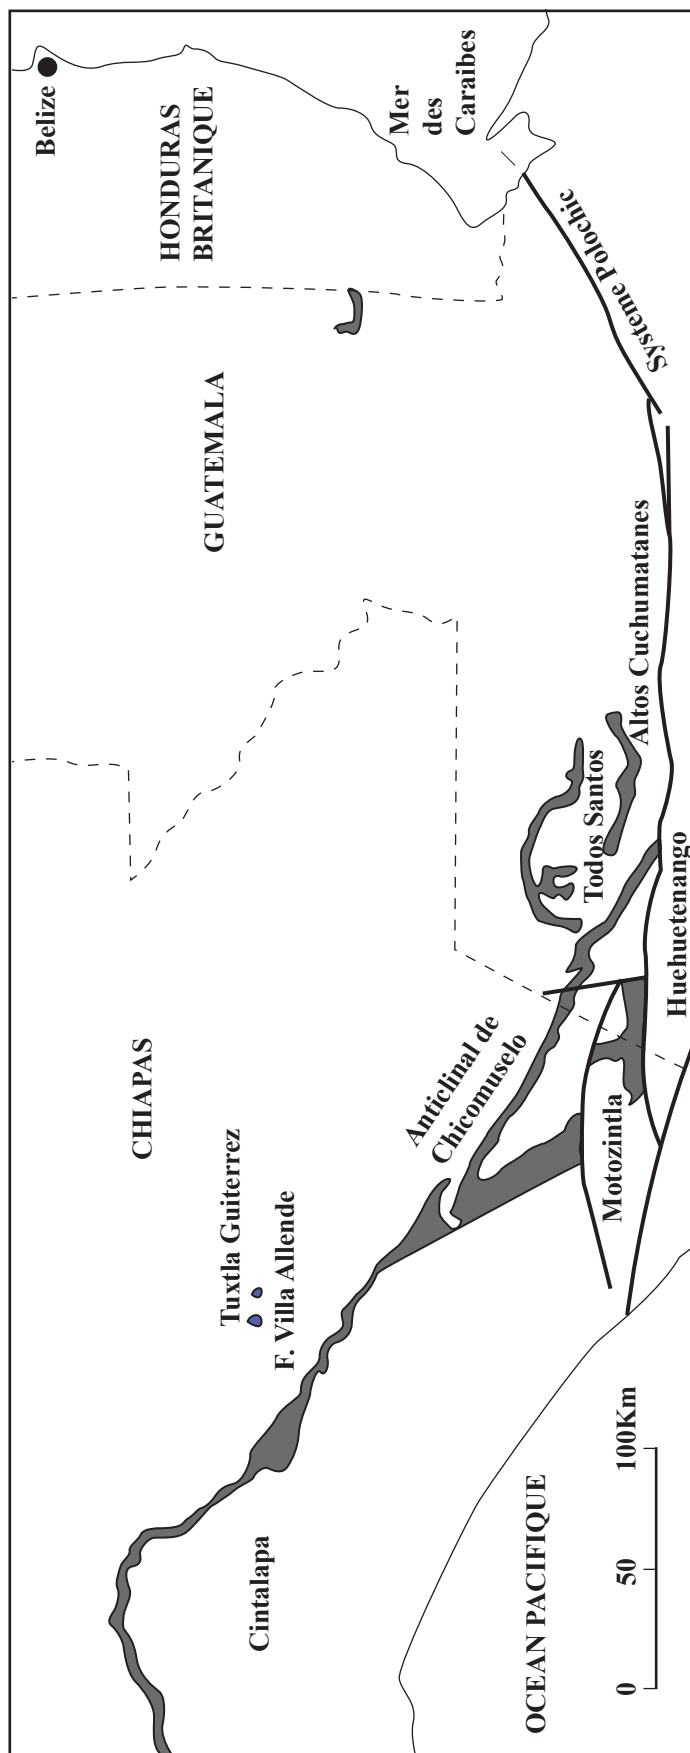 Belize
HONDURAS
BRITANIQUE
Mer
des
Caraibes
GUATEMALA
Systeme Polochic
CHIAPAS
Tuxtla Guiterrez
F. Villa Allende
Anticlinal de
Chicomuselo
Todos Santos
Altos Cuchumatanes
Huehuetenango
Motozintla
Cintalapa
OCEAN PACIFIQUE
0 50 100Km